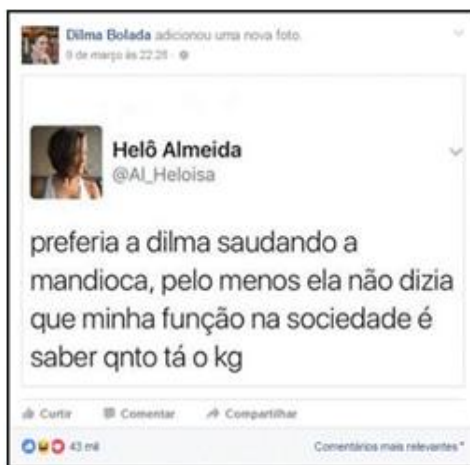 Dilma Bolada adicionou uma nova foto.
8 de março às 22:28 ·
Helô Almeida
@Al_Heloisa
preferia a dilma saudando a
mandioca, pelo menos ela não dizia
que minha função na sociedade é
saber qnto tá o kg
Curtir Comentar Compartilhar
43 mil Comentários mais relevantes